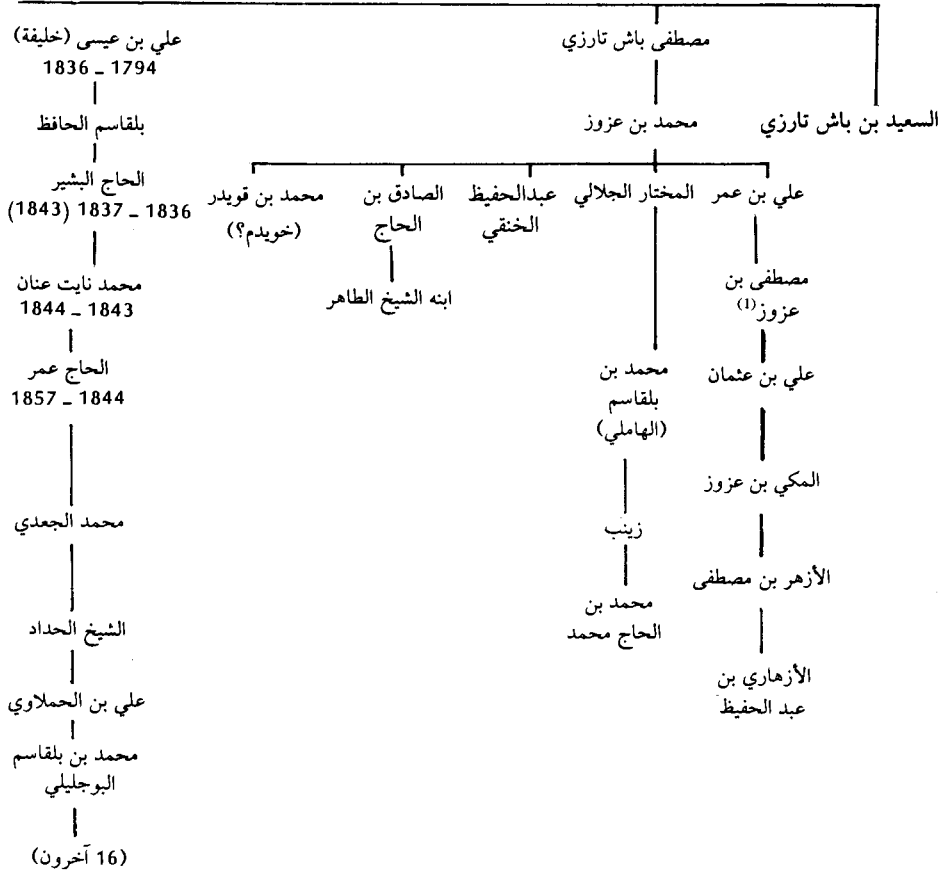 علي بن عيسى (خليفة)
1794 – 1836
بلقاسم الحافظ
الحاج البشير
1836 – 1837 (1843)
محمد نايت عنان
1843 – 1844
الحاج عمر
1844 – 1857
محمد الجعدي
الشيخ الحداد
علي بن الحملاوي
محمد بن بلقاسم
البوجليلي
(16 آخرون)
مصطفى باش تارزي
السعيد بن باش تارزي
محمد بن عزوز
علي بن عمر
مصطفى بن
عزوز(1)
علي بن عثمان
المكي بن عزوز
الأزهر بن مصطفى
الأزهاري بن
عبد الحفيظ
المختار الجلالي
محمد بن
بلقاسم
(الهاملي)
زينب
محمد بن
الحاج محمد
عبدالحفيظ
الخنقي
الصادق بن
الحاج
ابنه الشيخ الطاهر
محمد بن قويدر
(خويدم؟)